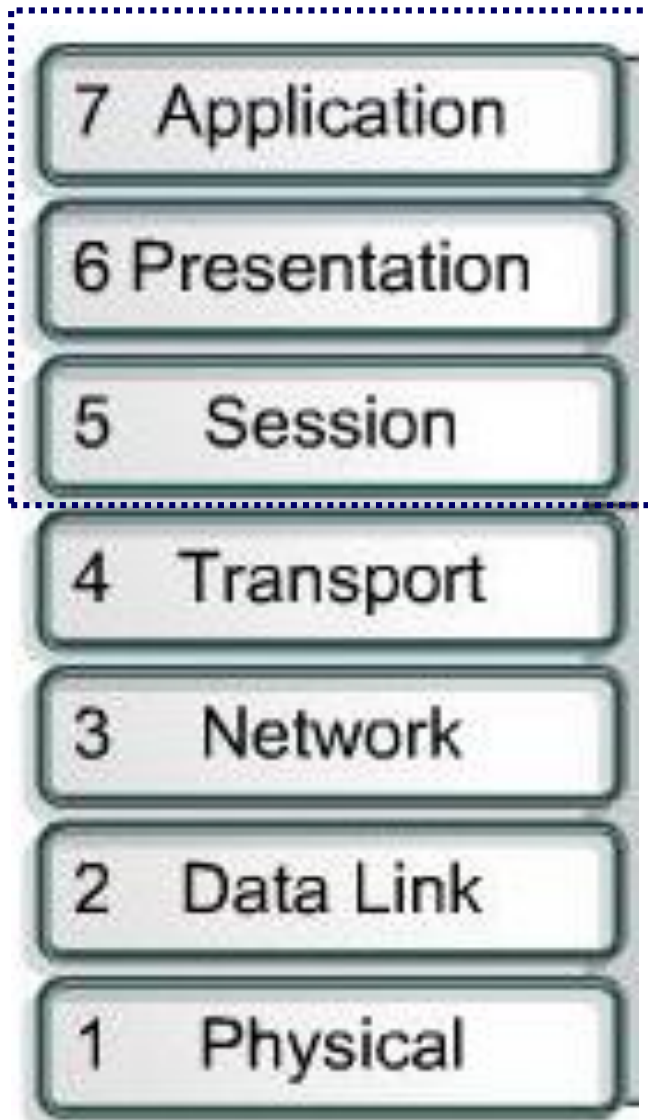 7 Application
6 Presentation
5 Session
4 Transport
3 Network
2 Data Link
1 Physical